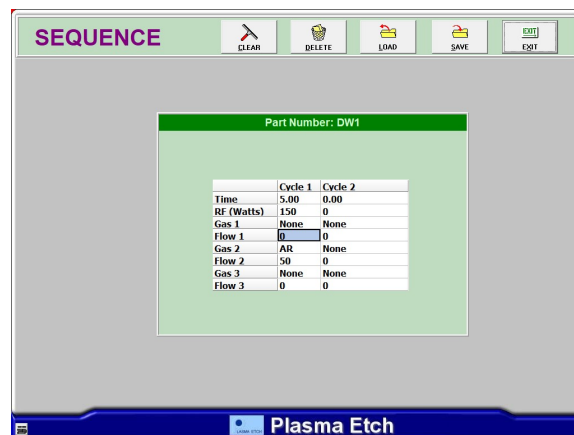 SEQUENCE
CLEAR DELETE LOAD SAVE EXIT EXIT
Part Number: DW1
Cycle 1 Cycle 2
Time 5.00 0.00
RF (Watts) 150 0
Gas 1 None None
Flow 1 0 0
Gas 2 AR None
Flow 2 50 0
Gas 3 None None
Flow 3 0 0
Plasma Etch